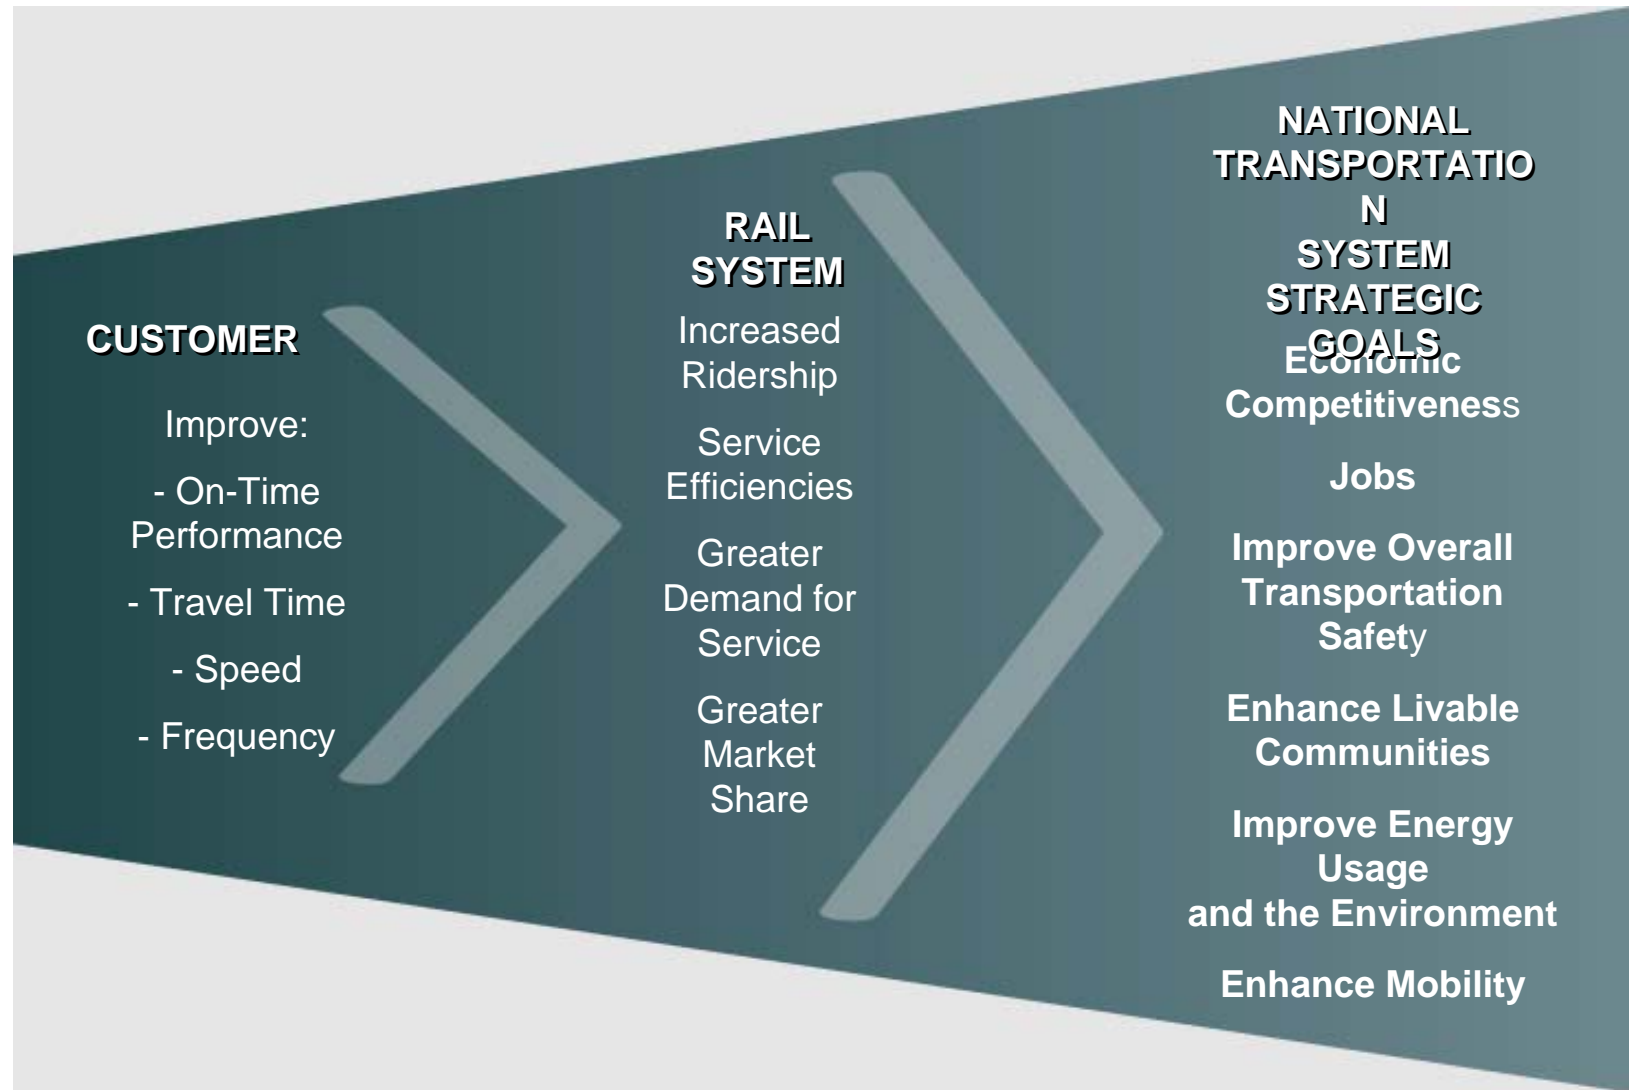 CUSTOMER
Improve:
- On-Time
Performance
- Travel Time
- Speed
- Frequency
RAIL
SYSTEM
Increased
Ridership
Service
Efficiencies
Greater
Demand for
Service
Greater
Market
Share
NATIONAL
TRANSPORTATIO
N
SYSTEM
STRATEGIC
GOALS
Economic
Competitiveness
Jobs
Improve Overall
Transportation
Safety
Enhance Livable
Communities
Improve Energy
Usage
and the Environment
Enhance Mobility